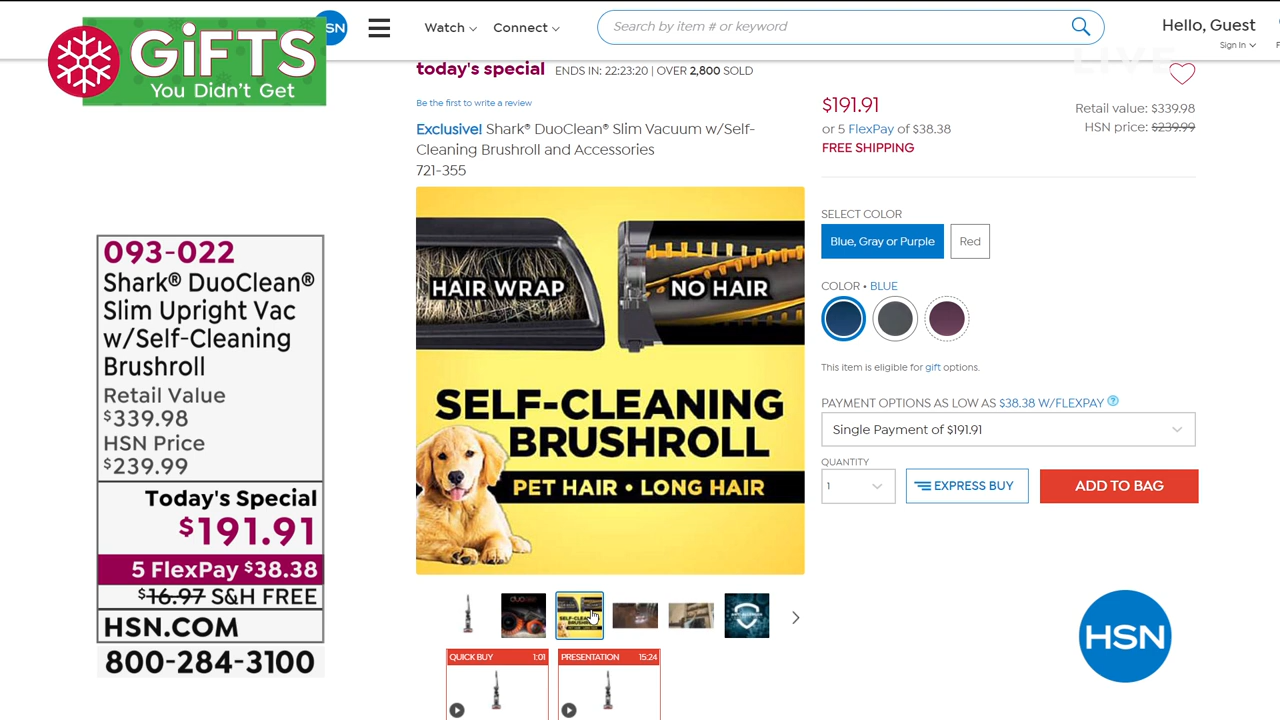 GiFTS
You Didn't Get
SN
Watch
Connect
Search by item # or keyword
Hello, Guest
Sign In
LIVE
today's special ENDS IN: 22:23:20 | OVER 2,800 SOLD
Be the first to write a review
Exclusive! Shark® DuoClean® Slim Vacuum w/Self-
Cleaning Brushroll and Accessories
721-355
$191.91
or 5 FlexPay of $38.38
FREE SHIPPING
Retail value: $339.98
HSN price: $239.99
HAIR WRAP
NO HAIR
SELF-CLEANING
BRUSHROLL
PET HAIR • LONG HAIR
SELECT COLOR
Blue, Gray or Purple
Red
COLOR • BLUE
This item is eligible for gift options.
PAYMENT OPTIONS AS LOW AS $38.38 W/FLEXPAY ?
Single Payment of $191.91
QUANTITY
1
EXPRESS BUY
ADD TO BAG
QUICK BUY 1:01
PRESENTATION 15:24
093-022
Shark® DuoClean®
Slim Upright Vac
w/Self-Cleaning
Brushroll
Retail Value
$339.98
HSN Price
$239.99
Today's Special
$191.91
5 FlexPay $38.38
$16.97 S&H FREE
HSN.COM
800-284-3100
HSN